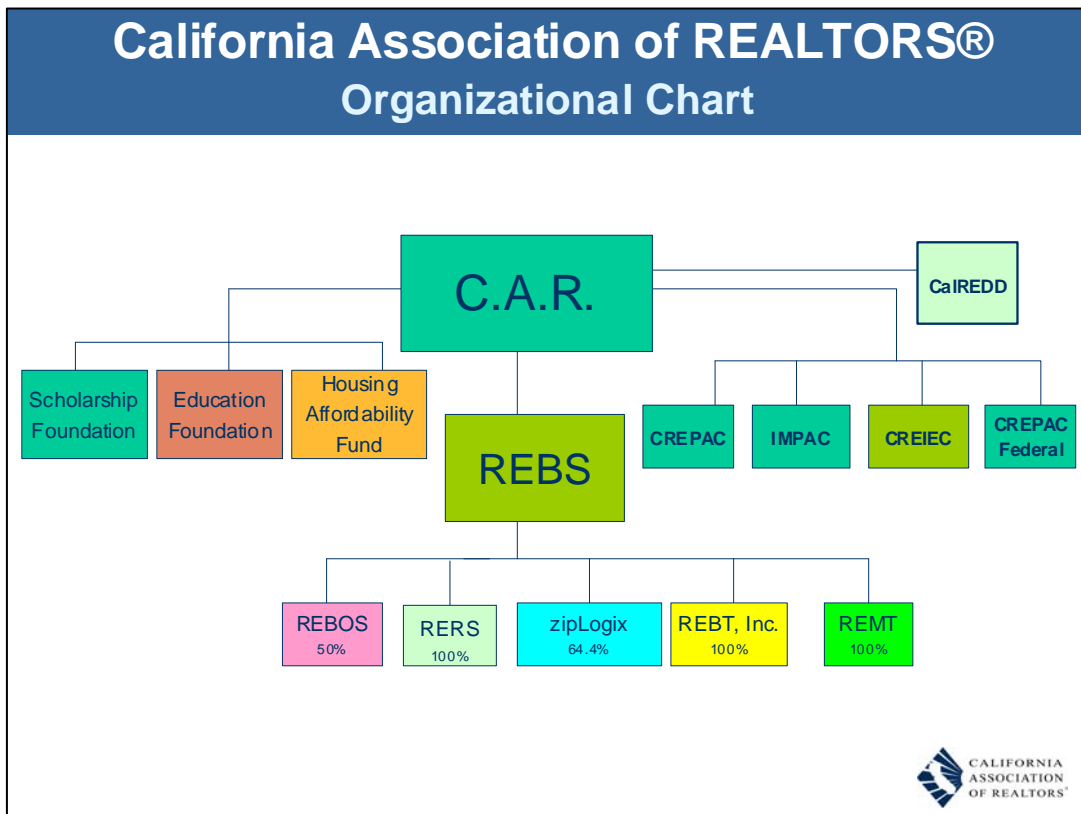 California Association of REALTORS®
Organizational Chart
C.A.R.
CalREDD
Scholarship
Foundation
Education
Foundation
Housing
Affordability
Fund
REBS
CREPAC
IMPAC
CREIEC
CREPAC
Federal
REBOS
50%
RERS
100%
zipLogix
64.4%
REBT, Inc.
100%
REMT
100%
CALIFORNIA
ASSOCIATION
OF REALTORS®